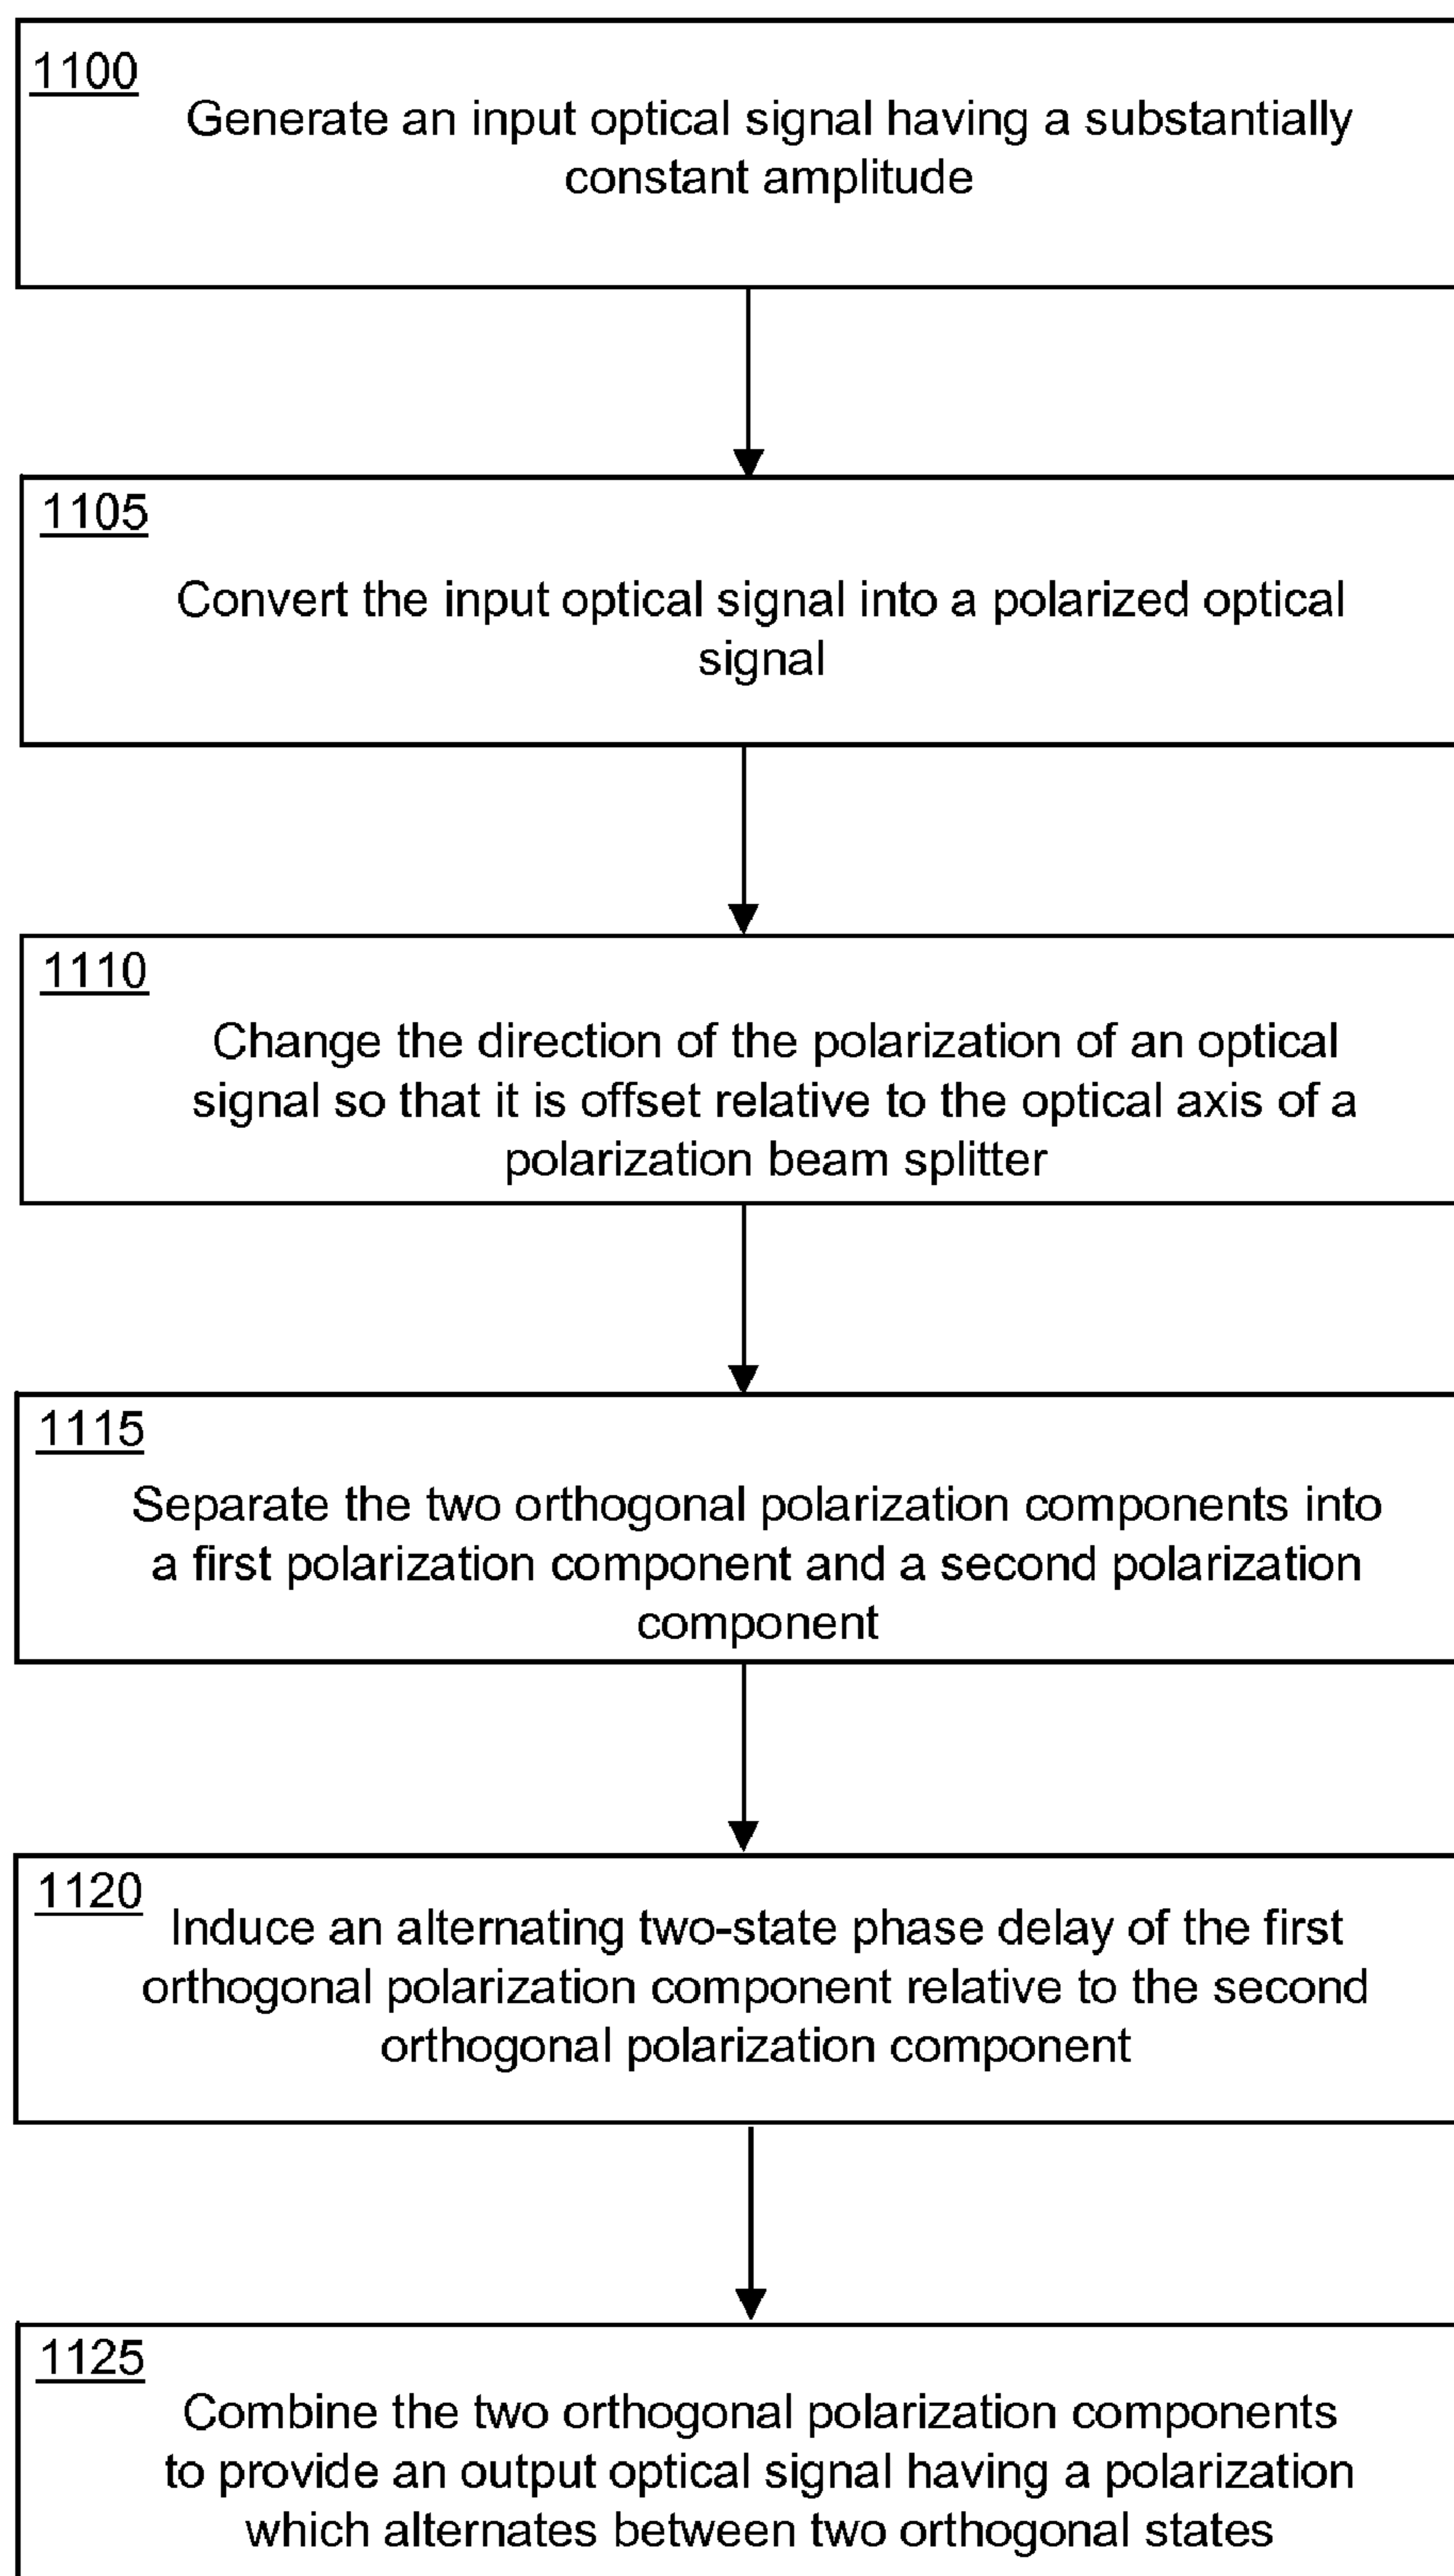 1100
Generate an input optical signal having a substantially
constant amplitude
1105
Convert the input optical signal into a polarized optical
signal
1110
Change the direction of the polarization of an optical
signal so that it is offset relative to the optical axis of a
polarization beam splitter
1115
Separate the two orthogonal polarization components into
a first polarization component and a second polarization
component
1120
Induce an alternating two-state phase delay of the first
orthogonal polarization component relative to the second
orthogonal polarization component
1125
Combine the two orthogonal polarization components
to provide an output optical signal having a polarization
which alternates between two orthogonal states